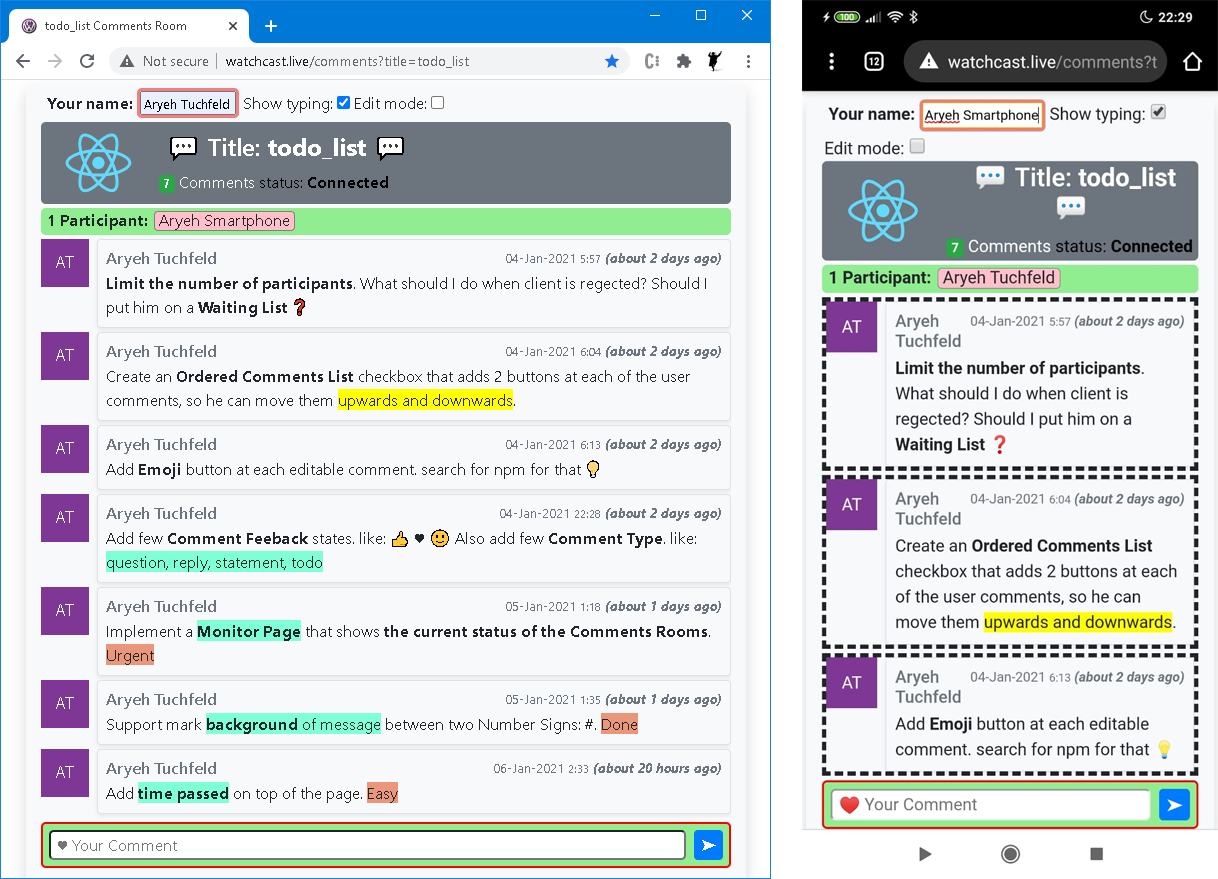 todo_list Comments Room
Not secure | watchcast.live/comments?title=todo_list
Your name: Aryeh Tuchfeld Show typing: Edit mode:
💬 Title: todo_list 💬
7 Comments status: Connected
1 Participant: Aryeh Smartphone
AT
Aryeh Tuchfeld 04-Jan-2021 5:57 (about 2 days ago)
Limit the number of participants. What should I do when client is regected? Should I
put him on a Waiting List ❓
AT
Aryeh Tuchfeld 04-Jan-2021 6:04 (about 2 days ago)
Create an Ordered Comments List checkbox that adds 2 buttons at each of the user
comments, so he can move them upwards and downwards.
AT
Aryeh Tuchfeld 04-Jan-2021 6:13 (about 2 days ago)
Add Emoji button at each editable comment. search for npm for that 💡
AT
Aryeh Tuchfeld 04-Jan-2021 22:28 (about 2 days ago)
Add few Comment Feeback states. like: 👍 ♥ 🙂 Also add few Comment Type. like:
question, reply, statement, todo
AT
Aryeh Tuchfeld 05-Jan-2021 1:18 (about 1 days ago)
Implement a Monitor Page that shows the current status of the Comments Rooms.
Urgent
AT
Aryeh Tuchfeld 05-Jan-2021 1:35 (about 1 days ago)
Support mark background of message between two Number Signs: #. Done
AT
Aryeh Tuchfeld 06-Jan-2021 2:33 (about 20 hours ago)
Add time passed on top of the page. Easy
♥ Your Comment
100 22:29
12 watchcast.live/comments?t
Your name: Aryeh Smartphone Show typing:
Edit mode:
💬 Title: todo_list
💬
7 Comments status: Connected
1 Participant: Aryeh Tuchfeld
AT
Aryeh 04-Jan-2021 5:57 (about 2 days ago)
Tuchfeld
Limit the number of participants.
What should I do when client is
regected? Should I put him on a
Waiting List ❓
AT
Aryeh 04-Jan-2021 6:04 (about 2 days ago)
Tuchfeld
Create an Ordered Comments List
checkbox that adds 2 buttons at each
of the user comments, so he can
move them upwards and downwards.
AT
Aryeh 04-Jan-2021 6:13 (about 2 days ago)
Tuchfeld
Add Emoji button at each editable
comment. search for npm for that 💡
❤️ Your Comment